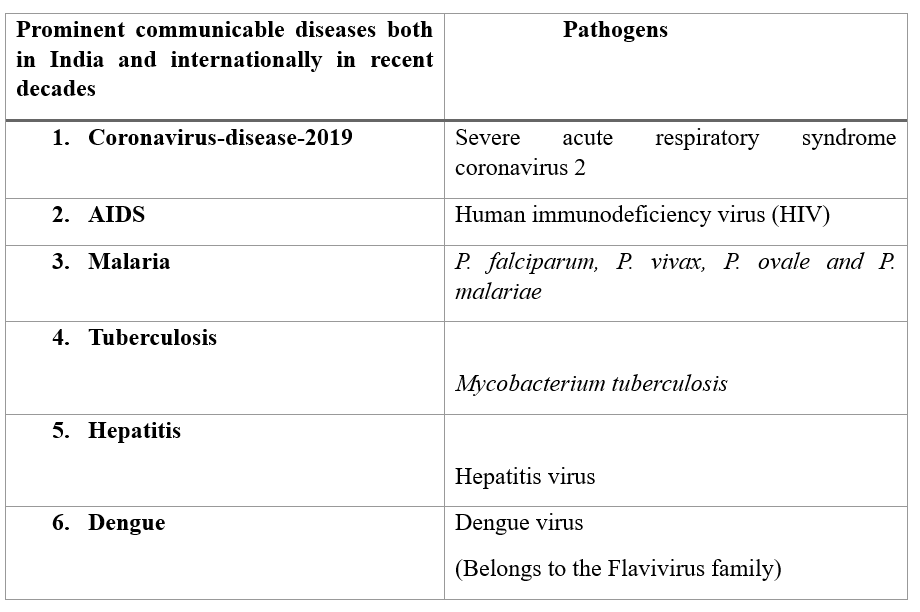 Prominent communicable diseases both
in India and internationally in recent
decades
Pathogens
1. Coronavirus-disease-2019
Severe acute respiratory syndrome
coronavirus 2
2. AIDS
Human immunodeficiency virus (HIV)
3. Malaria
P. falciparum, P. vivax, P. ovale and P.
malariae
4. Tuberculosis
Mycobacterium tuberculosis
5. Hepatitis
Hepatitis virus
6. Dengue
Dengue virus
(Belongs to the Flavivirus family)